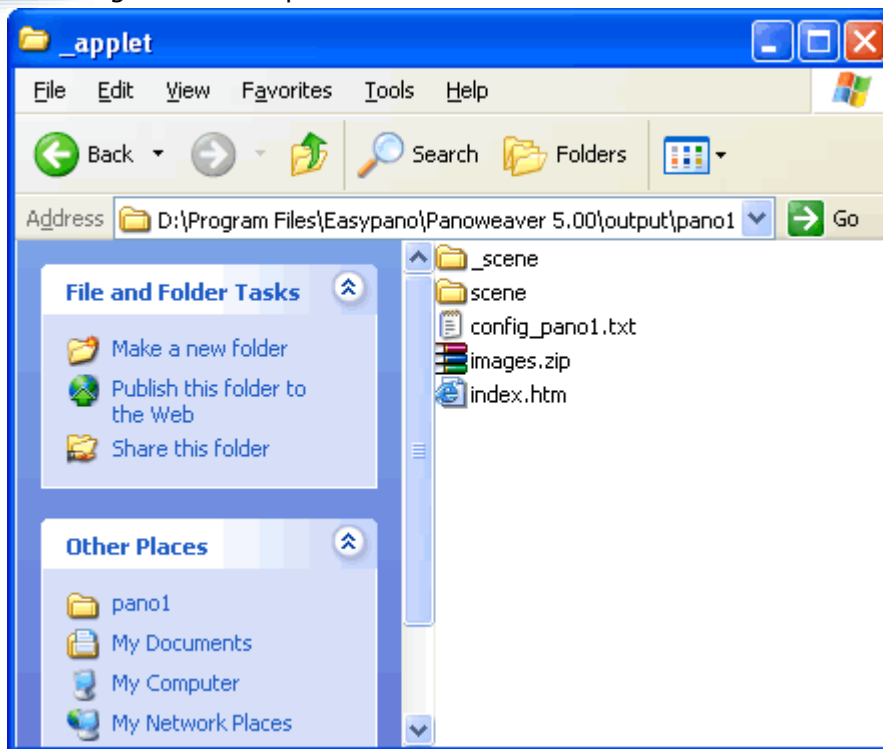 _applet
File Edit View Favorites Tools Help
Back Search Folders
Address D:\Program Files\Easypano\Panoweaver 5.00\output\pano1 Go
File and Folder Tasks
Make a new folder
Publish this folder to
the Web
Share this folder
Other Places
pano1
My Documents
My Computer
My Network Places
_scene
scene
config_pano1.txt
images.zip
index.htm